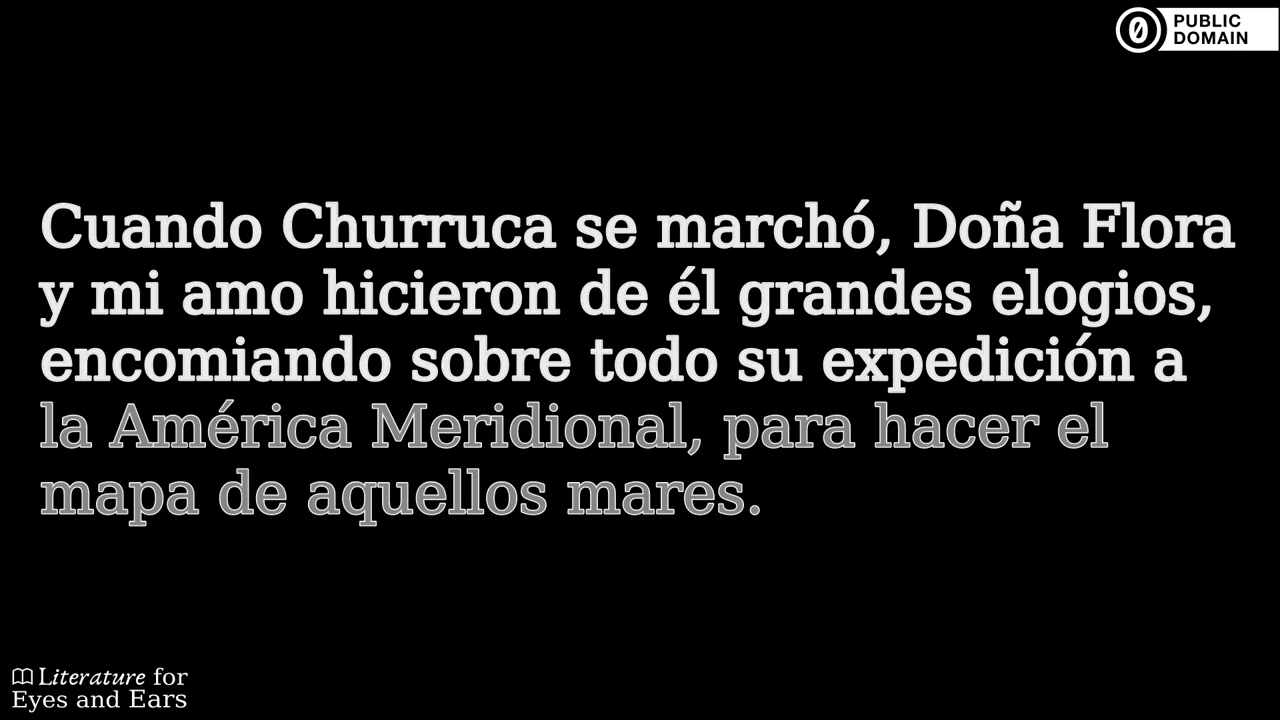 PUBLIC
DOMAIN
Cuando Churruca se marchó, Doña Flora
y mi amo hicieron de él grandes elogios,
encomiando sobre todo su expedición a
la América Meridional, para hacer el
mapa de aquellos mares.
Literature for
Eyes and Ears